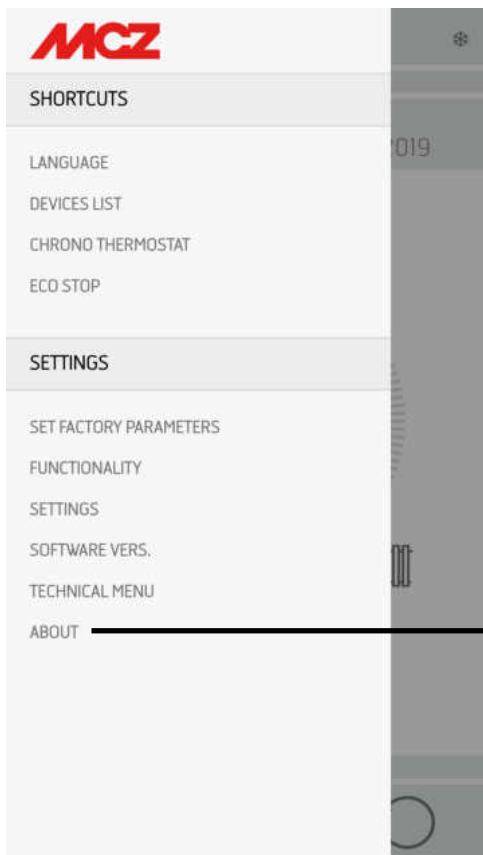 MCZ
SHORTCUTS
2019
LANGUAGE
DEVICES LIST
CHRONO THERMOSTAT
ECO STOP
SETTINGS
SET FACTORY PARAMETERS
FUNCTIONALITY
SETTINGS
SOFTWARE VERS.
TECHNICAL MENU
ABOUT